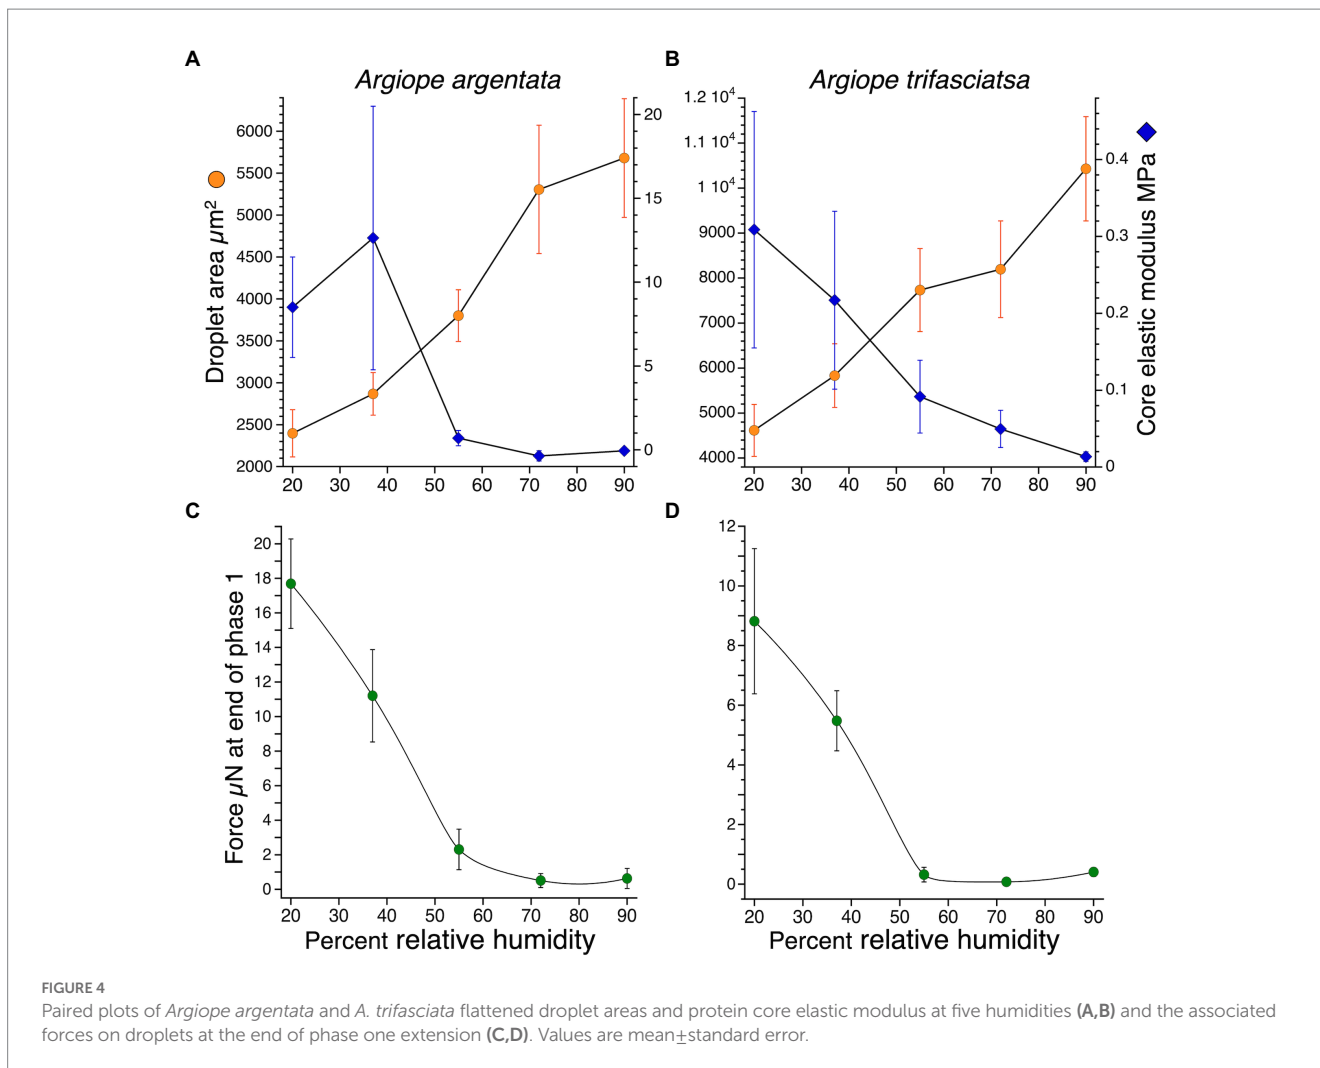 A
Argiope argentata
B
Argiope trifasciatsa
Droplet area µm²
6000
5500
5000
4500
4000
3500
3000
2500
2000
20
15
10
5
0
20 30 40 50 60 70 80 90
1.2 10⁴
1.1 10⁴
1 10⁴
9000
8000
7000
6000
5000
4000
0.4
0.3
0.2
0.1
0
Core elastic modulus MPa
20 30 40 50 60 70 80 90
C
Force µN at end of phase 1
20
18
16
14
12
10
8
6
4
2
0
20 30 40 50 60 70 80 90
Percent relative humidity
D
12
10
8
6
4
2
0
20 30 40 50 60 70 80 90
Percent relative humidity
FIGURE 4
Paired plots of Argiope argentata and A. trifasciata flattened droplet areas and protein core elastic modulus at five humidities (A,B) and the associated
forces on droplets at the end of phase one extension (C,D). Values are mean±standard error.